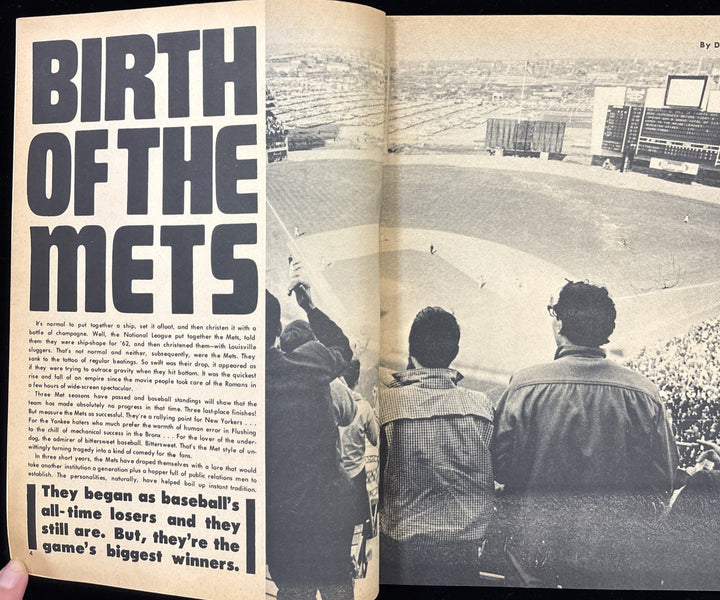 BIRTH
OF THE
METS
By D
It's normal to put together a ship, set it afloat, and then christen it with a
bottle of champagne. Well, the National League put together the Mets, told
them they were ship-shape for '62, and then christened them—with Louisville
sluggers. That's not normal and neither, subsequently, were the Mets. They
sank to the tattoo of regular beatings. So swift was their drop, it appeared as
if they were trying to outrace gravity when they hit bottom. It was the quickest
rise and fall of an empire since the movie people took care of the Romans in
a few hours of wide-screen spectacular.
Three Met seasons have passed and baseball standings will show that the
team has made absolutely no progress in that time. Three last-place finishes!
But measure the Mets as successful. They're a rallying point for New Yorkers . . .
For the Yankee haters who much prefer the warmth of human error in Flushing
to the chill of mechanical success in the Bronx . . . For the lover of the under-
dog, the admirer of bittersweet baseball. Bittersweet. That's the Met style of un-
wittingly turning tragedy into a kind of comedy for the fans.
In three short years, the Mets have draped themselves with a lore that would
take another institution a generation plus a hopper full of public relations men to
establish. The personalities, naturally, have helped boil up instant tradition.
They began as baseball's
all-time losers and they
still are. But, they're the
game's biggest winners.
4